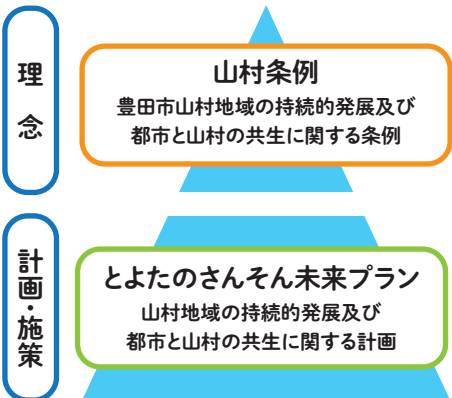 理念
山村条例
豊田市山村地域の持続的発展及び
都市と山村の共生に関する条例
計画・施策
とよたのさんそん未来プラン
山村地域の持続的発展及び
都市と山村の共生に関する計画